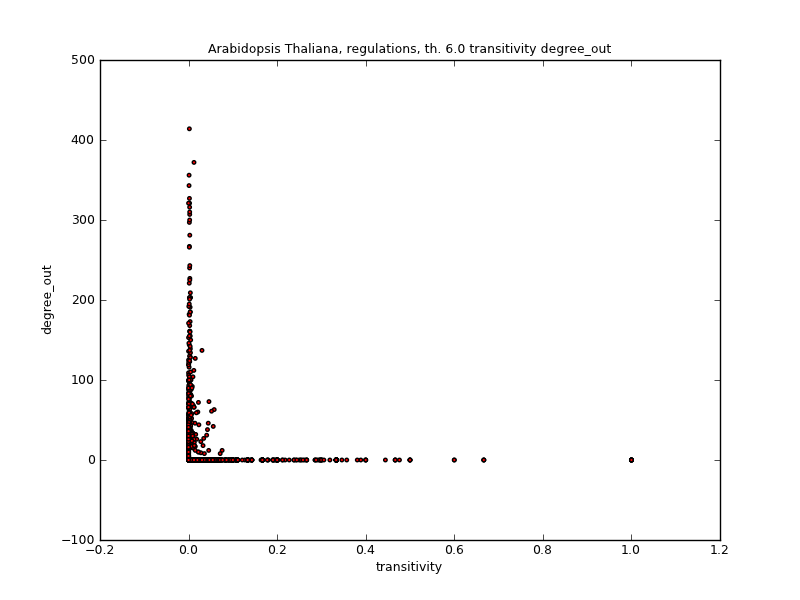 Arabidopsis Thaliana, regulations, th. 6.0 transitivity degree_out
500
400
300
200
100
0
−100
−0.2 0.0 0.2 0.4 0.6 0.8 1.0 1.2
degree_out
transitivity